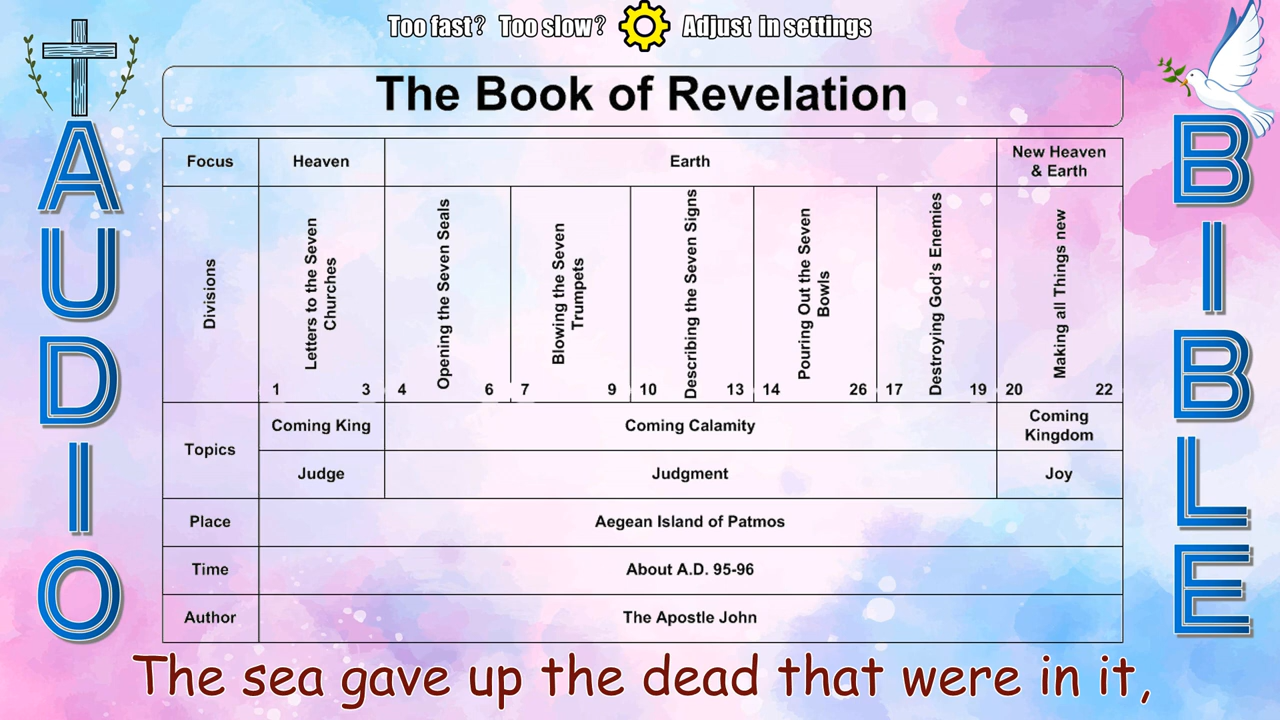 Too fast? Too slow? Adjust in settings
The Book of Revelation
AUDIO
BIBLE
Focus
Heaven
Earth
New Heaven
& Earth
Divisions
Letters to the Seven
Churches
1 3
Opening the Seven Seals
4 6
Blowing the Seven
Trumpets
7 9
Describing the Seven Signs
10 13
Pouring Out the Seven
Bowls
14 26
Destroying God's Enemies
17 19
Making all Things new
20 22
Topics
Coming King
Coming Calamity
Coming
Kingdom
Judge
Judgment
Joy
Place
Aegean Island of Patmos
Time
About A.D. 95-96
Author
The Apostle John
The sea gave up the dead that were in it,